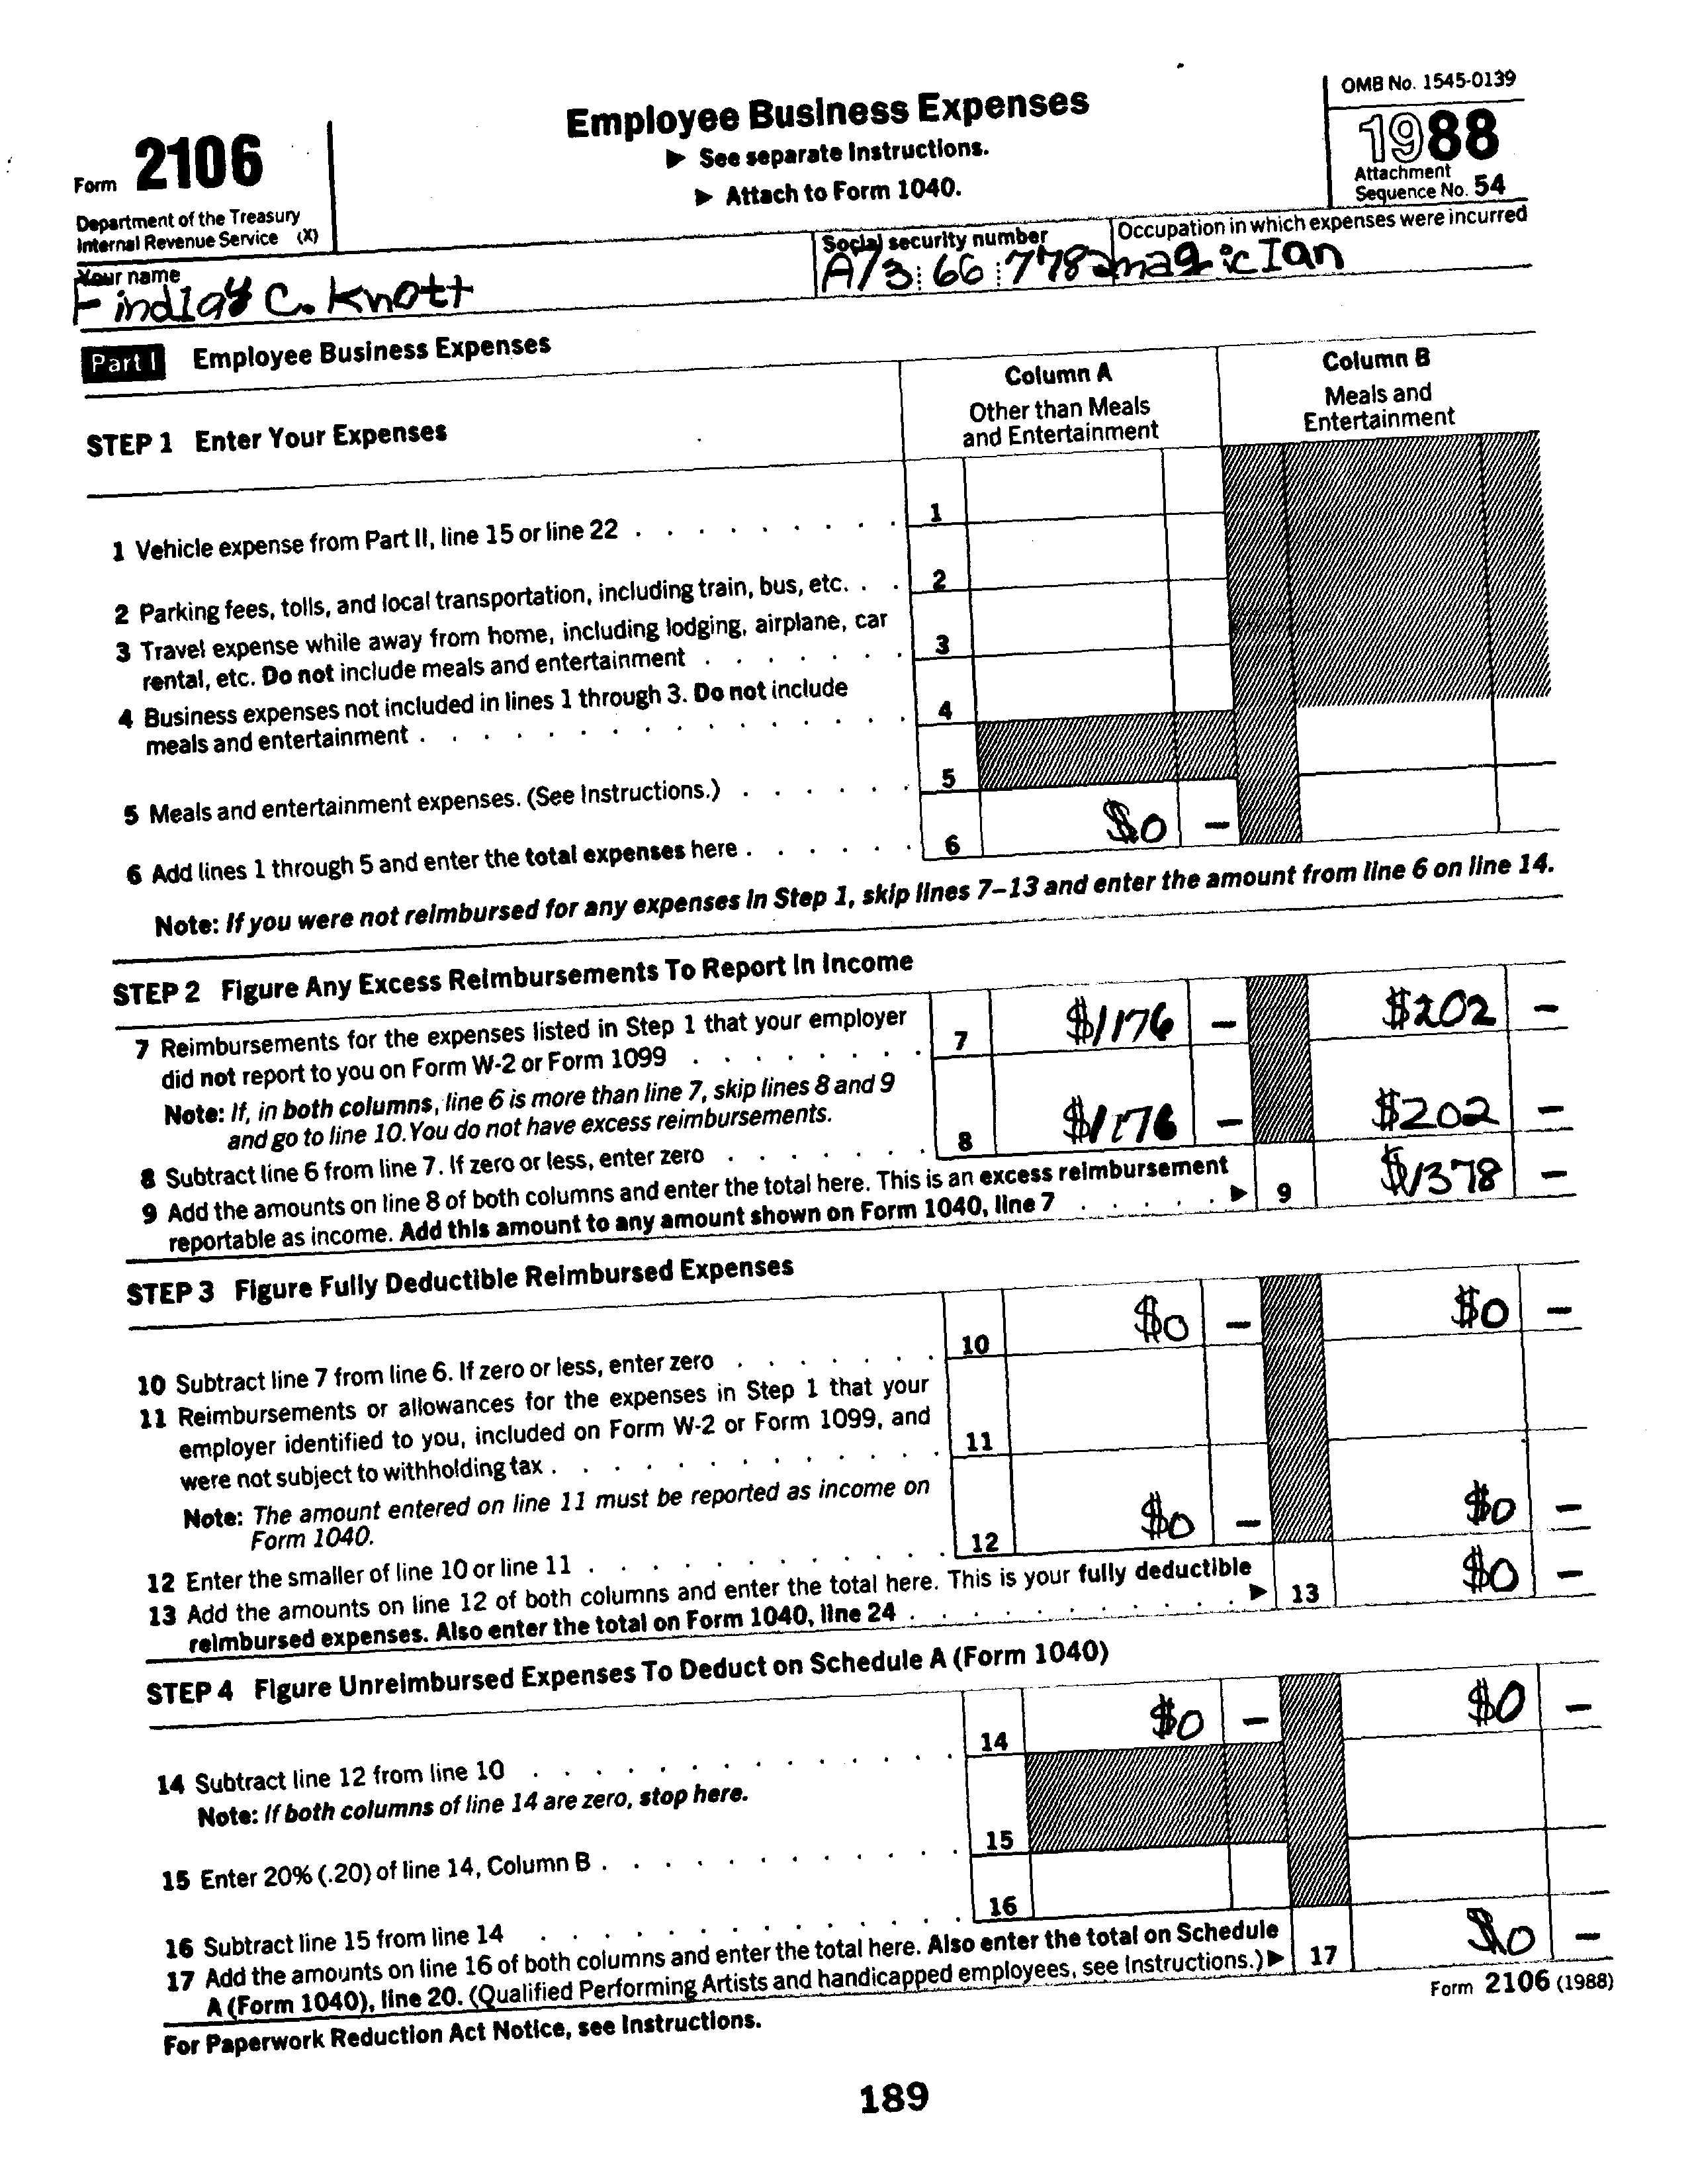 Form 2106
Department of the Treasury
Internal Revenue Service (X)
Employee Business Expenses
▶ See separate Instructions.
▶ Attach to Form 1040.
OMB No. 1545-0139
1988
Attachment
Sequence No. 54
Your name
Findlay C. Knott
Social security number
A73 66 7782
Occupation in which expenses were incurred
magicIan
Part I Employee Business Expenses
STEP 1 Enter Your Expenses
Column A
Other than Meals
and Entertainment
Column B
Meals and
Entertainment
1 Vehicle expense from Part II, line 15 or line 22 . . . . . . . . . 1
2 Parking fees, tolls, and local transportation, including train, bus, etc. . . 2
3 Travel expense while away from home, including lodging, airplane, car
rental, etc. Do not include meals and entertainment . . . . . . . 3
4 Business expenses not included in lines 1 through 3. Do not include
meals and entertainment . . . . . . . . . . . . . . . . 4
5 Meals and entertainment expenses. (See Instructions.) . . . . . . 5
6 Add lines 1 through 5 and enter the total expenses here . . . . . . 6 $0 –
Note: If you were not reimbursed for any expenses in Step 1, skip lines 7–13 and enter the amount from line 6 on line 14.
STEP 2 Figure Any Excess Reimbursements To Report In Income
7 Reimbursements for the expenses listed in Step 1 that your employer
did not report to you on Form W-2 or Form 1099 . . . . . . . . 7 $1176 – $202 –
Note: If, in both columns, line 6 is more than line 7, skip lines 8 and 9
and go to line 10. You do not have excess reimbursements.
8 Subtract line 6 from line 7. If zero or less, enter zero . . . . . . . 8 $1176 – $202 –
9 Add the amounts on line 8 of both columns and enter the total here. This is an excess reimbursement
reportable as income. Add this amount to any amount shown on Form 1040, line 7 . . . . . ▶ 9 $1378 –
STEP 3 Figure Fully Deductible Reimbursed Expenses
10 Subtract line 7 from line 6. If zero or less, enter zero . . . . . . . 10 $0 – $0 –
11 Reimbursements or allowances for the expenses in Step 1 that your
employer identified to you, included on Form W-2 or Form 1099, and
were not subject to withholding tax . . . . . . . . . . . . . 11
Note: The amount entered on line 11 must be reported as income on
Form 1040.
12 Enter the smaller of line 10 or line 11 . . . . . . . . . . . . 12 $0 – $0 –
13 Add the amounts on line 12 of both columns and enter the total here. This is your fully deductible
reimbursed expenses. Also enter the total on Form 1040, line 24 . . . . . . . . . . . ▶ 13 $0 –
STEP 4 Figure Unreimbursed Expenses To Deduct on Schedule A (Form 1040)
14 Subtract line 12 from line 10 . . . . . . . . . . . . . . 14 $0 – $0 –
Note: If both columns of line 14 are zero, stop here.
15 Enter 20% (.20) of line 14, Column B . . . . . . . . . . . . 15
16 Subtract line 15 from line 14 . . . . . . . . . . . . . . 16
17 Add the amounts on line 16 of both columns and enter the total here. Also enter the total on Schedule
A (Form 1040), line 20. (Qualified Performing Artists and handicapped employees, see Instructions.) ▶ 17 $0 –
For Paperwork Reduction Act Notice, see Instructions.
Form 2106 (1988)
189